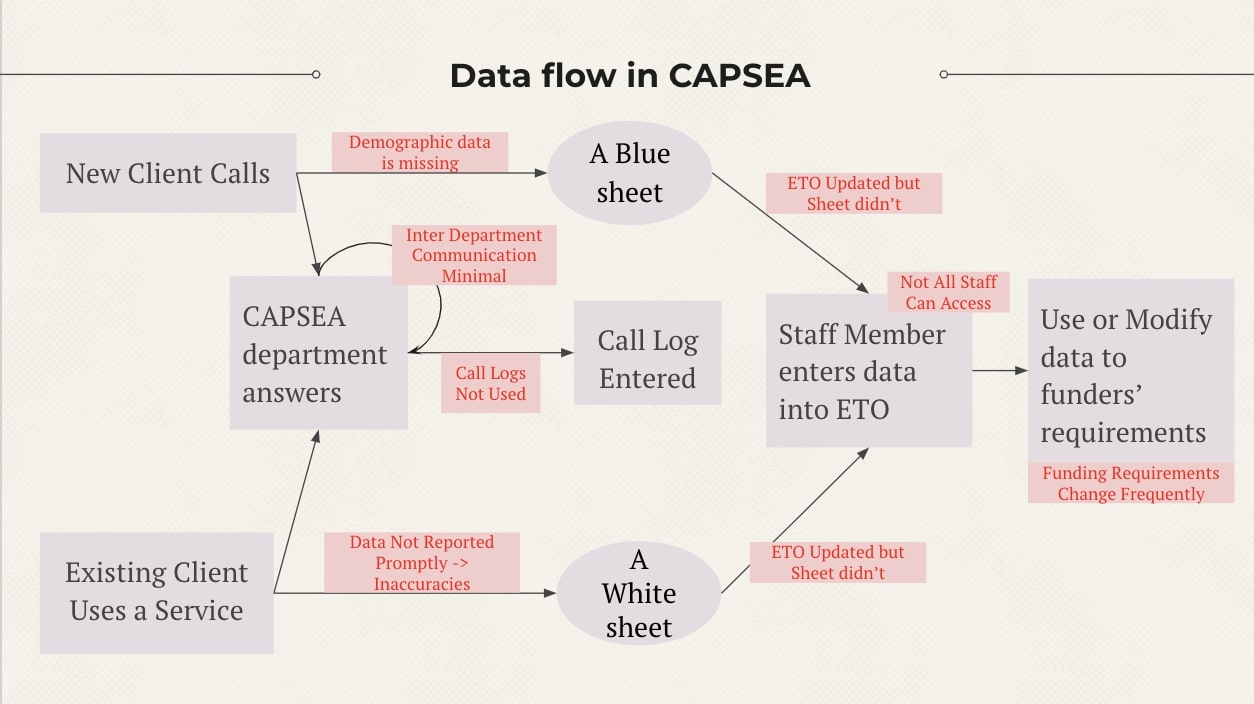 Data flow in CAPSEA
New Client Calls
Demographic data
is missing
A Blue
sheet
ETO Updated but
Sheet didn’t
Inter Department
Communication
Minimal
CAPSEA
department
answers
Call Logs
Not Used
Call Log
Entered
Not All Staff
Can Access
Staff Member
enters data
into ETO
Use or Modify
data to
funders’
requirements
Funding Requirements
Change Frequently
Existing Client
Uses a Service
Data Not Reported
Promptly ->
Inaccuracies
A
White
sheet
ETO Updated but
Sheet didn’t